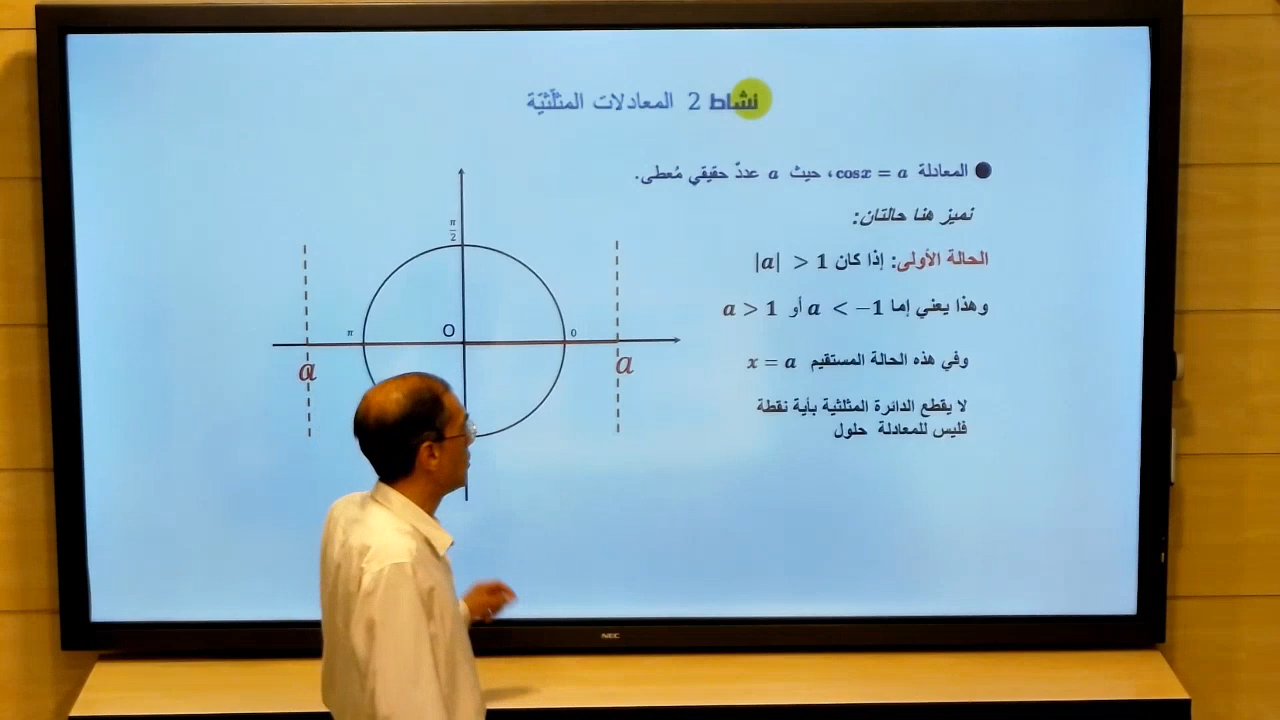 نشاط 2 المعادلات المثلّثيّة
المعادلة cosx = a، حيث a عددٌ حقيقي مُعطى.
نميز هنا حالتان:
الحالة الأولى: إذا كان |a| > 1
وهذا يعني إما a < −1 أو a > 1
وفي هذه الحالة المستقيم x = a
لا يقطع الدائرة المثلثية بأية نقطة
فليس للمعادلة حلول
π/2
π
O
0
a
a
NEC